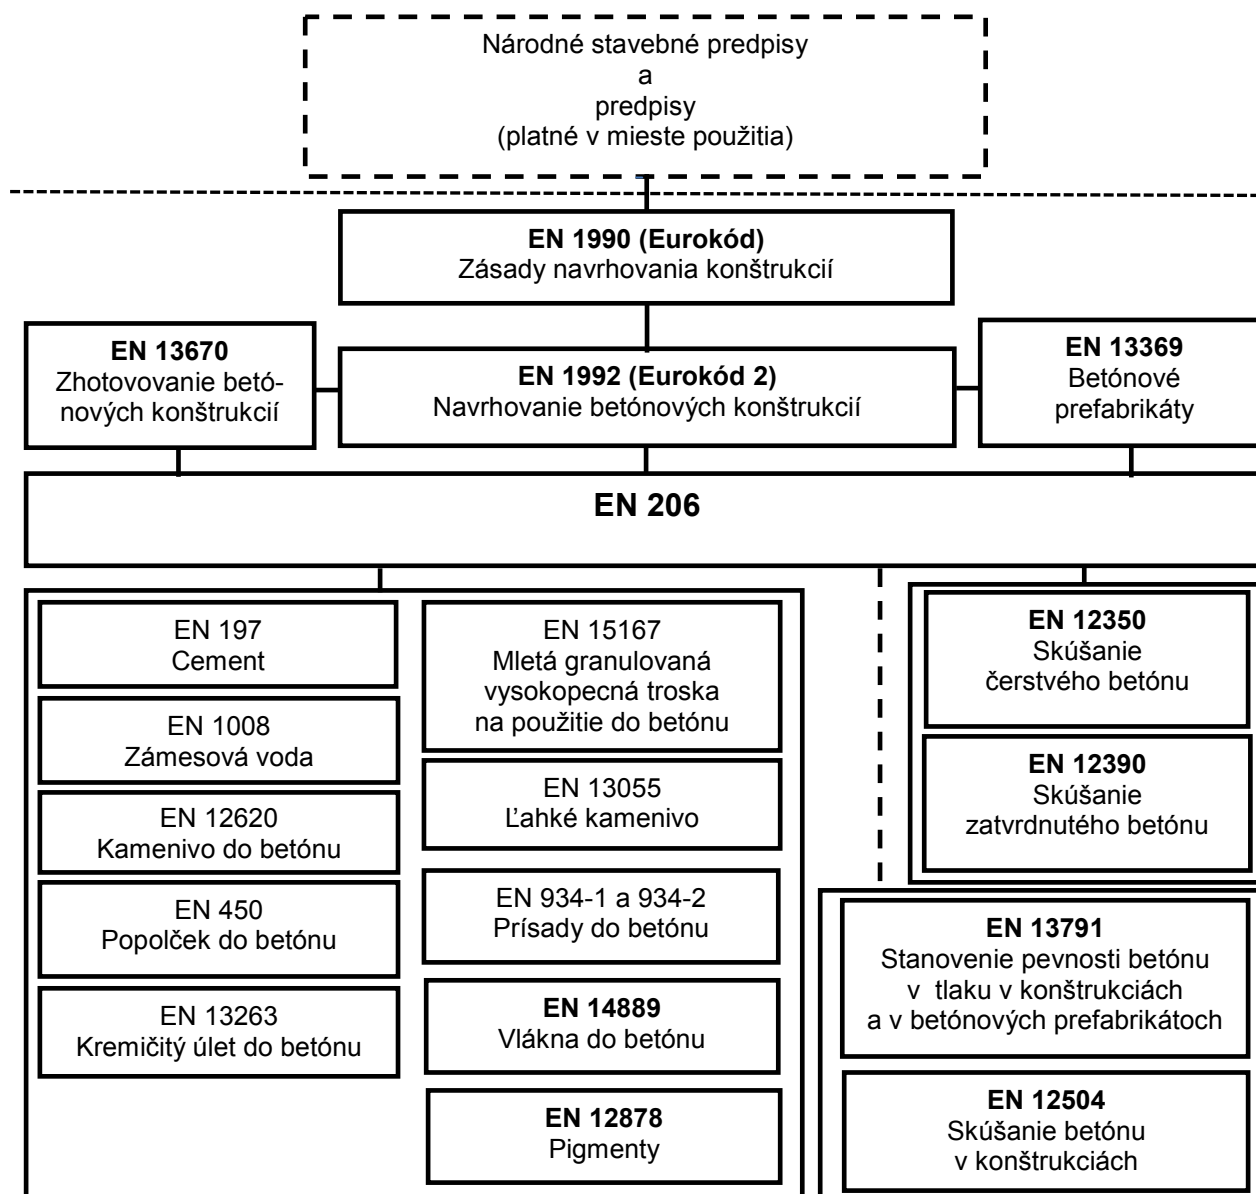 Národné stavebné predpisy
a
predpisy
(platné v mieste použitia)
EN 1990 (Eurokód)
Zásady navrhovania konštrukcií
EN 13670
Zhotovovanie betó-
nových konštrukcií
EN 1992 (Eurokód 2)
Navrhovanie betónových konštrukcií
EN 13369
Betónové
prefabrikáty
EN 206
EN 197
Cement
EN 1008
Zámesová voda
EN 12620
Kamenivo do betónu
EN 450
Popolček do betónu
EN 13263
Kremičitý úlet do betónu
EN 15167
Mletá granulovaná
vysokopecná troska
na použitie do betónu
EN 13055
Ľahké kamenivo
EN 934-1 a 934-2
Prísady do betónu
EN 14889
Vlákna do betónu
EN 12878
Pigmenty
EN 12350
Skúšanie
čerstvého betónu
EN 12390
Skúšanie
zatvrdnutého betónu
EN 13791
Stanovenie pevnosti betónu
v tlaku v konštrukciách
a v betónových prefabrikátoch
EN 12504
Skúšanie betónu
v konštrukciách